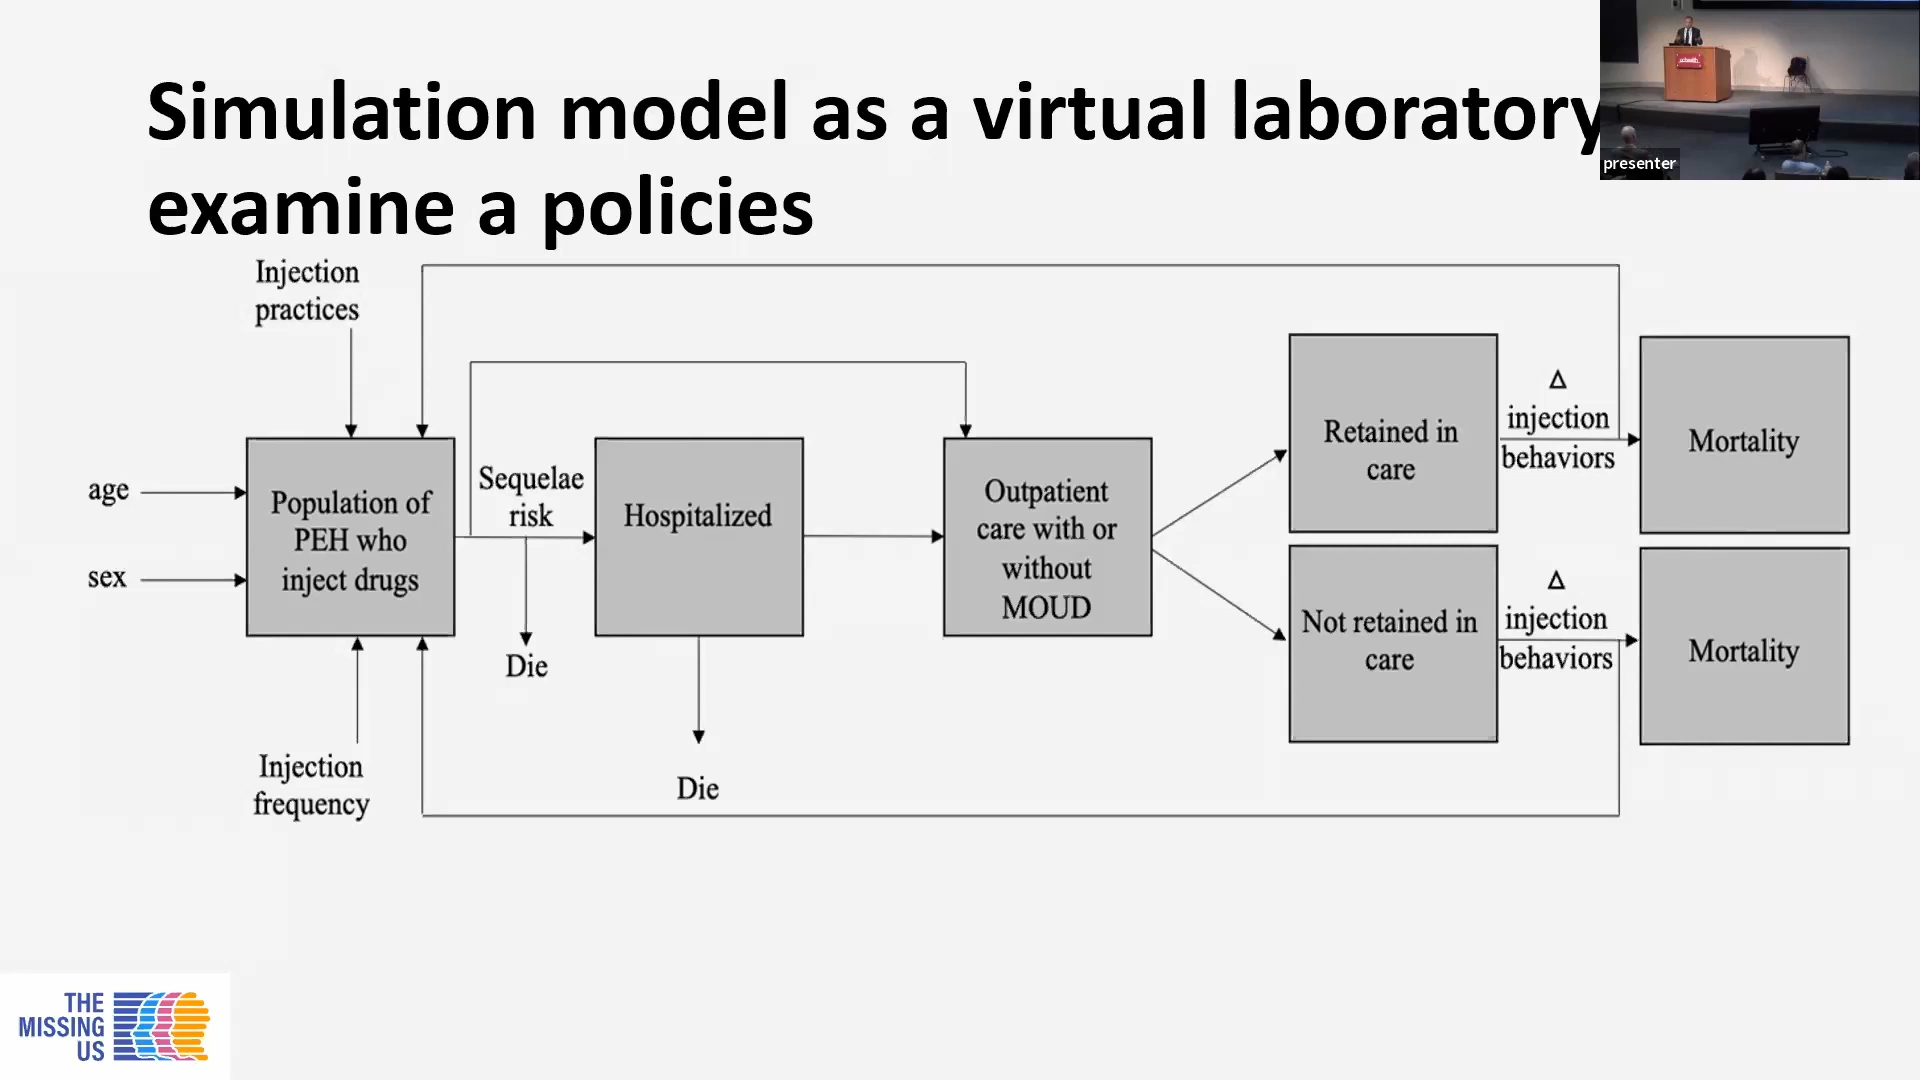 Simulation model as a virtual laboratory
examine a policies
presenter
Injection
practices
age
sex
Population of
PEH who
inject drugs
Injection
frequency
Sequelae
risk
Die
Hospitalized
Die
Outpatient
care with or
without
MOUD
Retained in
care
Not retained in
care
Δ
injection
behaviors
Δ
injection
behaviors
Mortality
Mortality
THE
MISSING
US